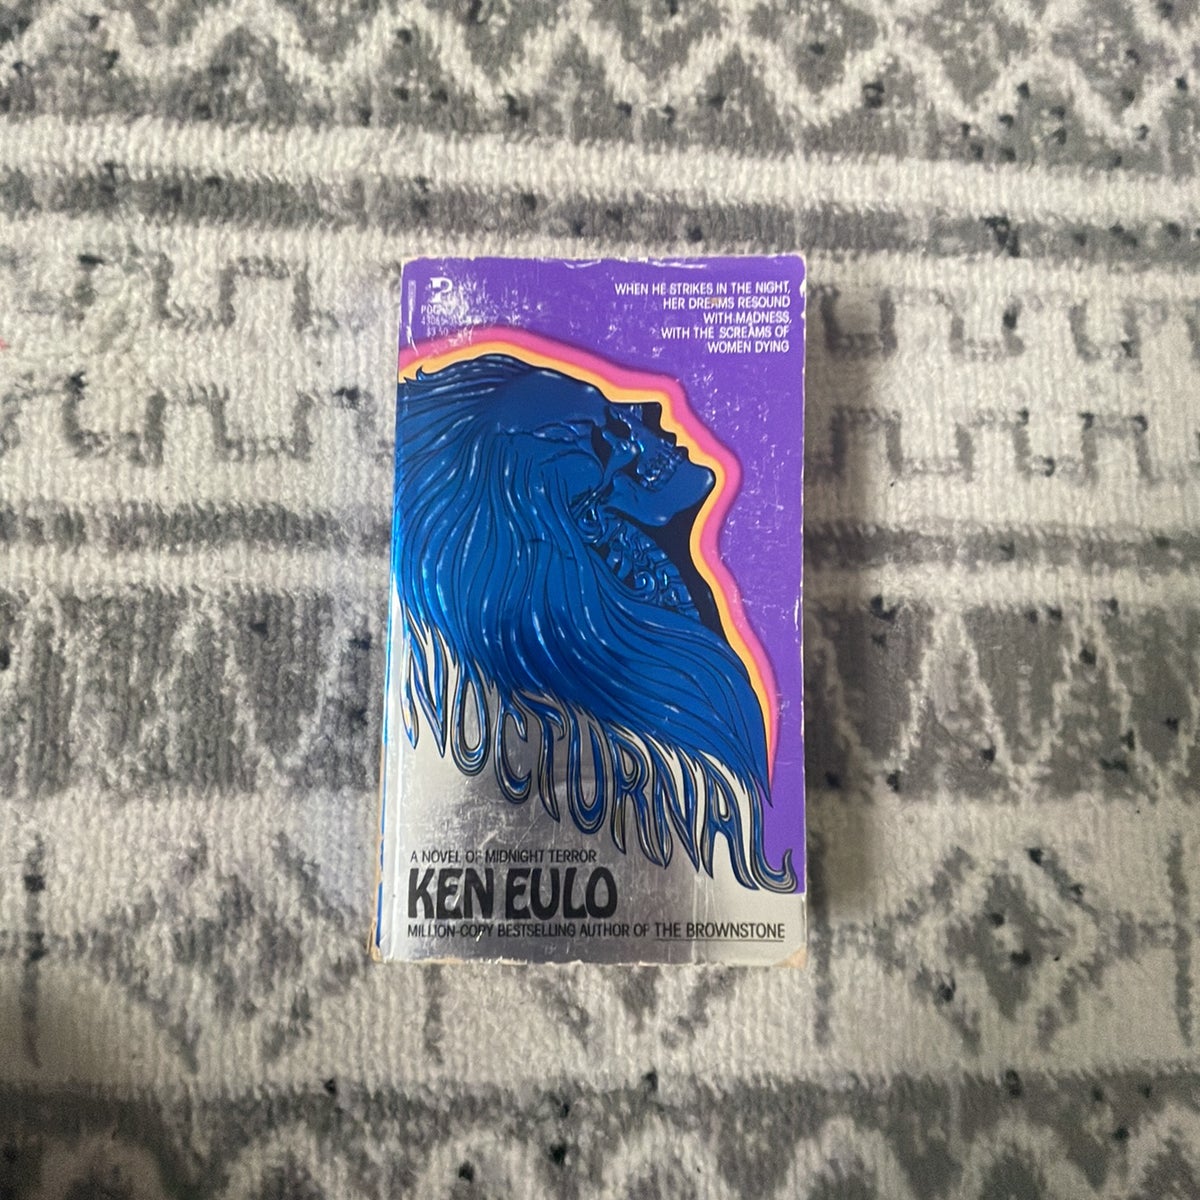 WHEN HE STRIKES IN THE NIGHT,
HER DREAMS RESOUND
WITH MADNESS,
WITH THE SCREAMS OF
WOMEN DYING
NOCTURNAL
A NOVEL OF MIDNIGHT TERROR
KEN EULO
MILLION-COPY BESTSELLING AUTHOR OF THE BROWNSTONE